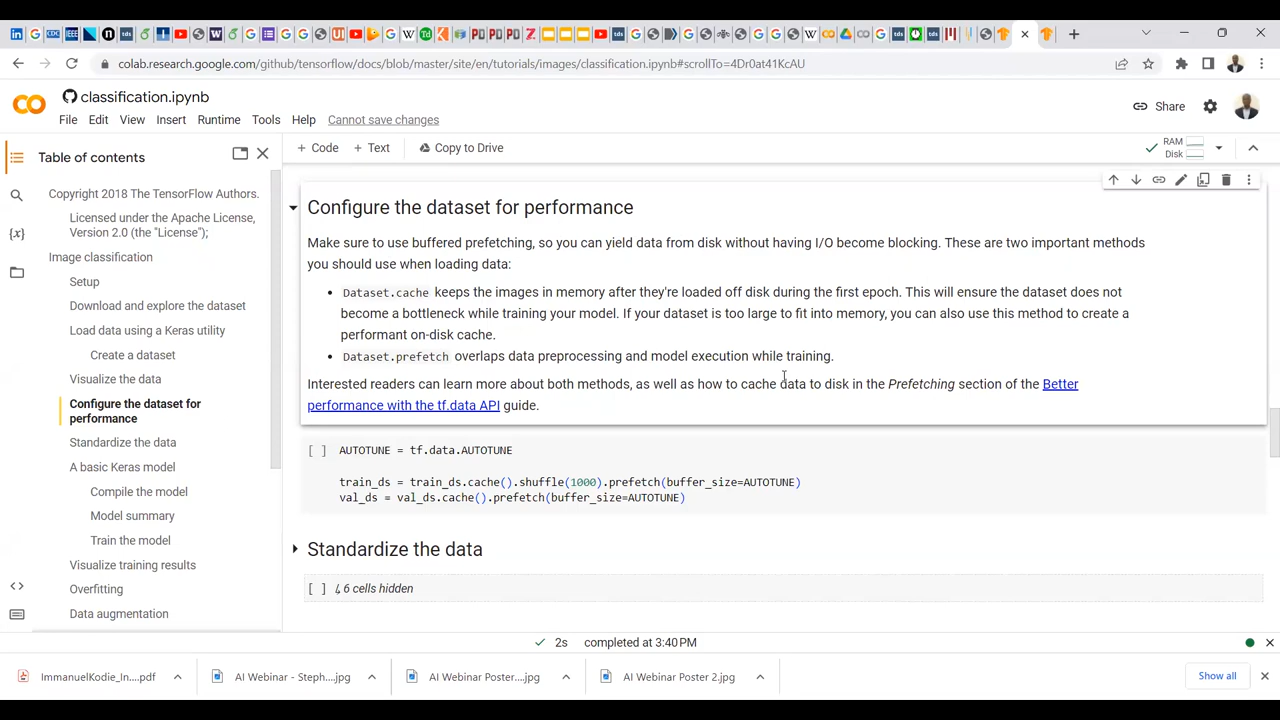 colab.research.google.com/github/tensorflow/docs/blob/master/site/en/tutorials/images/classification.ipynb#scrollTo=4Dr0at41KcAU
classification.ipynb
File Edit View Insert Runtime Tools Help Cannot save changes
Share
Table of contents
+ Code + Text Copy to Drive
RAM
Disk
Copyright 2018 The TensorFlow Authors.
Licensed under the Apache License,
Version 2.0 (the "License");
Image classification
Setup
Download and explore the dataset
Load data using a Keras utility
Create a dataset
Visualize the data
Configure the dataset for
performance
Standardize the data
A basic Keras model
Compile the model
Model summary
Train the model
Visualize training results
Overfitting
Data augmentation
Configure the dataset for performance
Make sure to use buffered prefetching, so you can yield data from disk without having I/O become blocking. These are two important methods
you should use when loading data:
• Dataset.cache keeps the images in memory after they're loaded off disk during the first epoch. This will ensure the dataset does not
become a bottleneck while training your model. If your dataset is too large to fit into memory, you can also use this method to create a
performant on-disk cache.
• Dataset.prefetch overlaps data preprocessing and model execution while training.
Interested readers can learn more about both methods, as well as how to cache data to disk in the Prefetching section of the Better
performance with the tf.data API guide.
[ ] AUTOTUNE = tf.data.AUTOTUNE
train_ds = train_ds.cache().shuffle(1000).prefetch(buffer_size=AUTOTUNE)
val_ds = val_ds.cache().prefetch(buffer_size=AUTOTUNE)
Standardize the data
[ ] ↳ 6 cells hidden
2s completed at 3:40 PM
ImmanuelKodie_In....pdf
AI Webinar - Steph....jpg
AI Webinar Poster....jpg
AI Webinar Poster 2.jpg
Show all